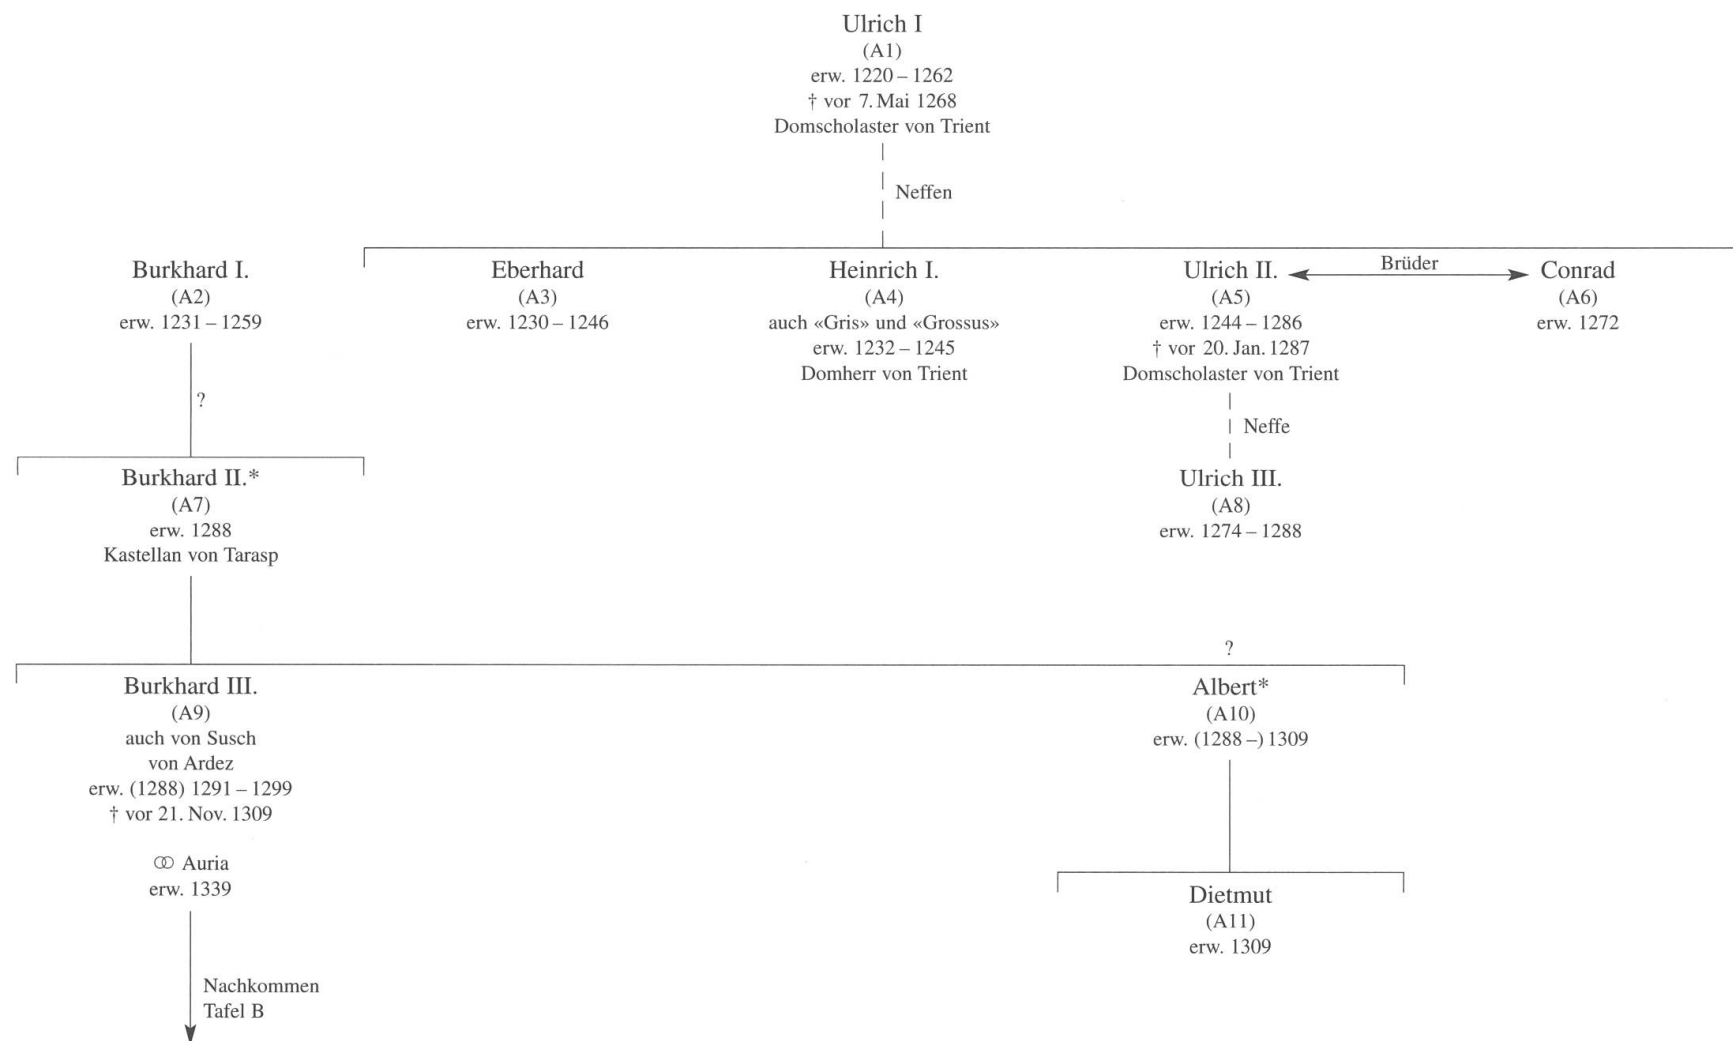 Ulrich I
(A1)
erw. 1220 – 1262
† vor 7. Mai 1268
Domscholaster von Trient
Neffen
Burkhard I.
(A2)
erw. 1231 – 1259
Eberhard
(A3)
erw. 1230 – 1246
Heinrich I.
(A4)
auch «Gris» und «Grossus»
erw. 1232 – 1245
Domherr von Trient
Ulrich II.
(A5)
erw. 1244 – 1286
† vor 20. Jan. 1287
Domscholaster von Trient
Brüder
Conrad
(A6)
erw. 1272
?
Neffe
Burkhard II.*
(A7)
erw. 1288
Kastellan von Tarasp
Ulrich III.
(A8)
erw. 1274 – 1288
?
Burkhard III.
(A9)
auch von Susch
von Ardez
erw. (1288) 1291 – 1299
† vor 21. Nov. 1309
⚭ Auria
erw. 1339
Albert*
(A10)
erw. (1288 –) 1309
Dietmut
(A11)
erw. 1309
Nachkommen
Tafel B